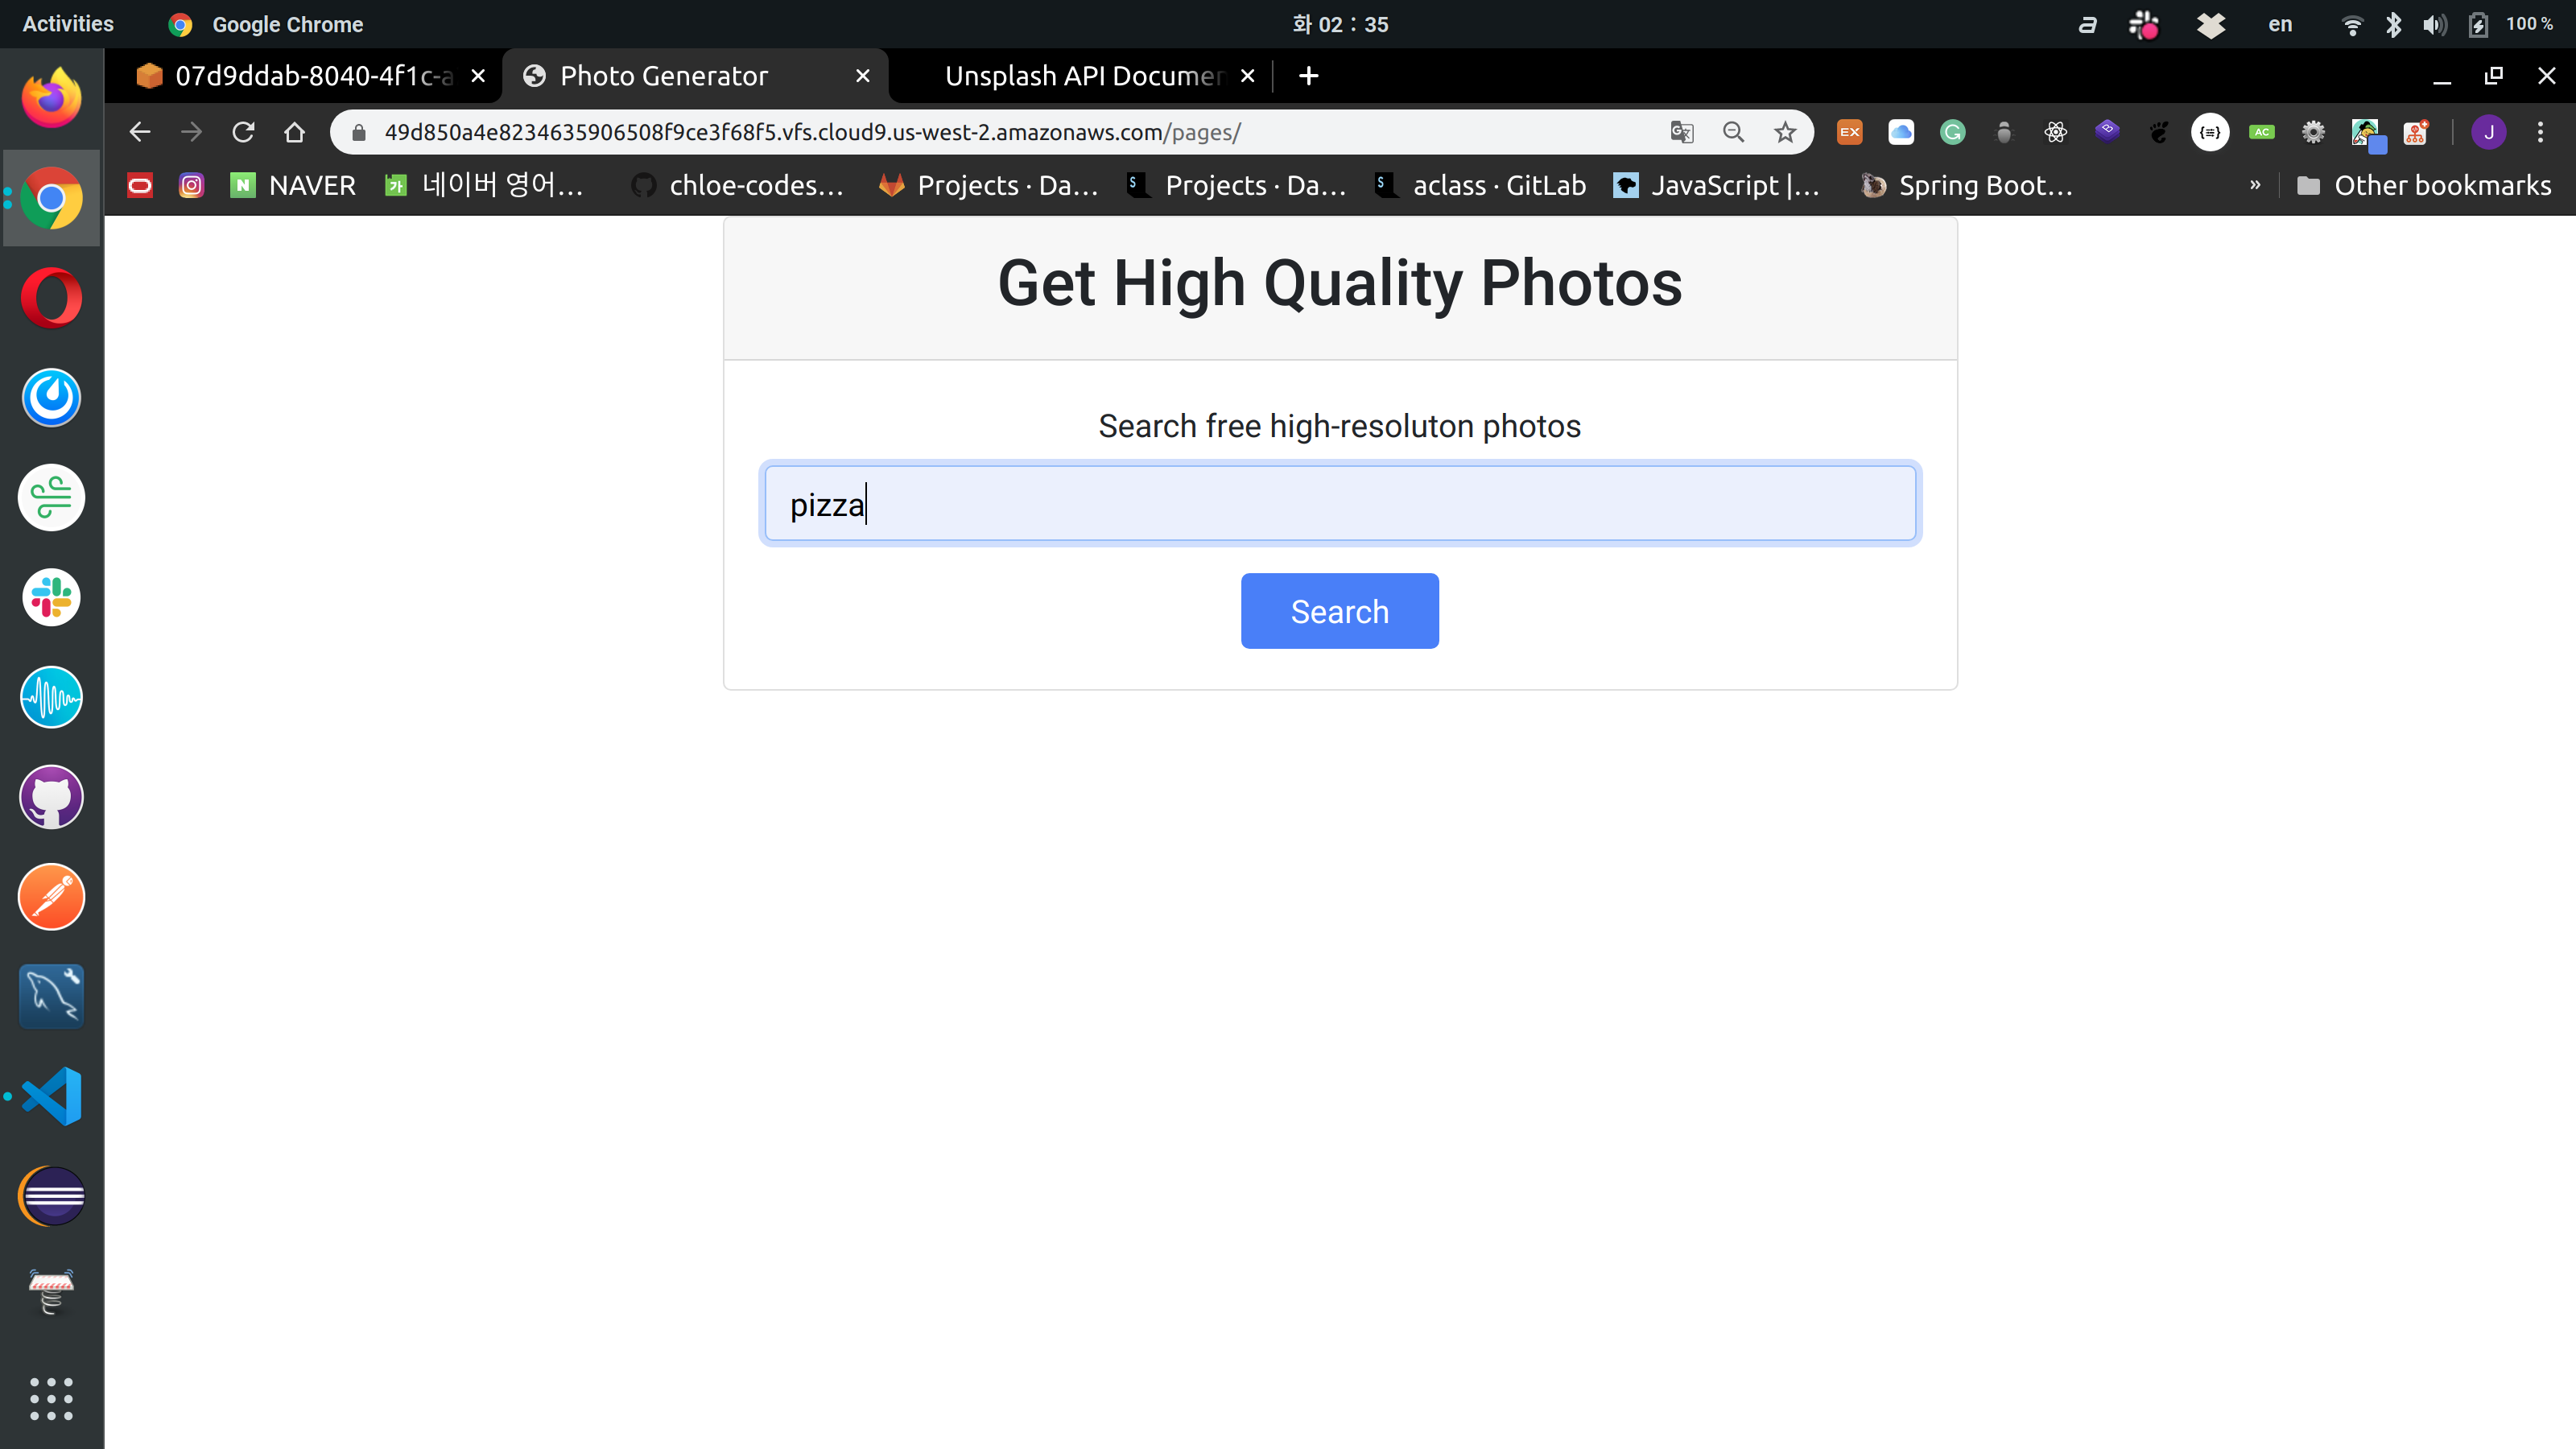 Activities
Google Chrome
화 02 : 35
a
en
100 %
07d9ddab-8040-4f1c-a
Photo Generator
Unsplash API Documen
49d850a4e8234635906508f9ce3f68f5.vfs.cloud9.us-west-2.amazonaws.com/pages/
EX
AC
J
NAVER
네이버 영어...
chloe-codes...
Projects · Da...
Projects · Da...
aclass · GitLab
JavaScript |...
Spring Boot...
»
Other bookmarks
Get High Quality Photos
Search free high-resoluton photos
pizza
Search